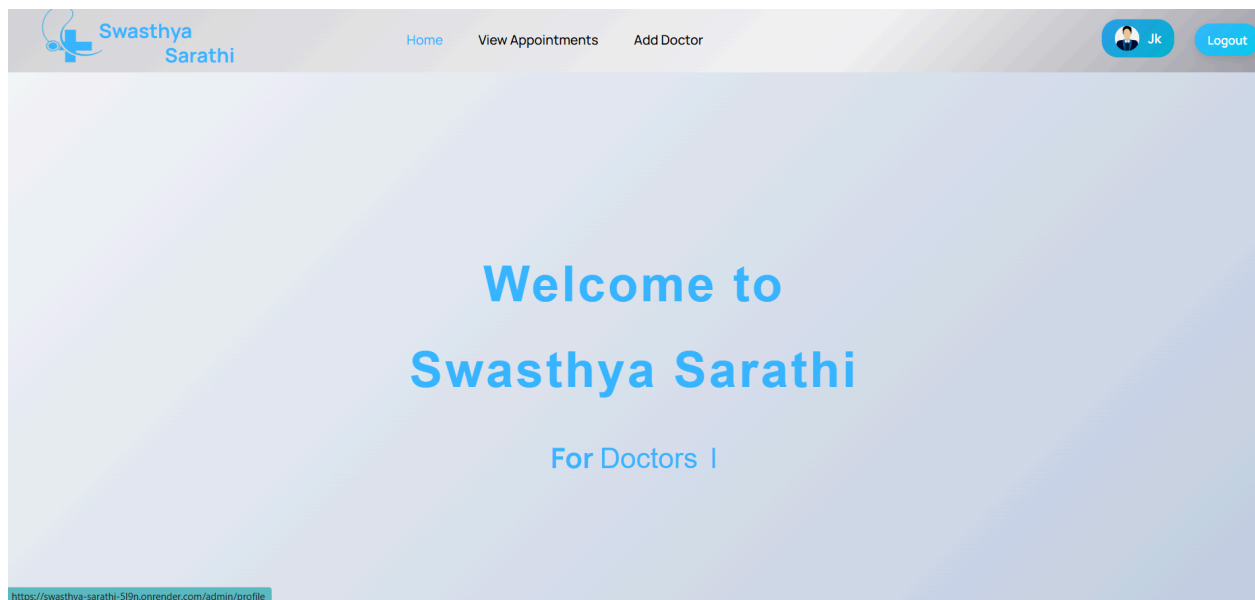 Swasthya
Sarathi
Home View Appointments Add Doctor
Jk
Logout
Welcome to
Swasthya Sarathi
For Doctors |
https://swasthya-sarathi-5l9n.onrender.com/admin/profile